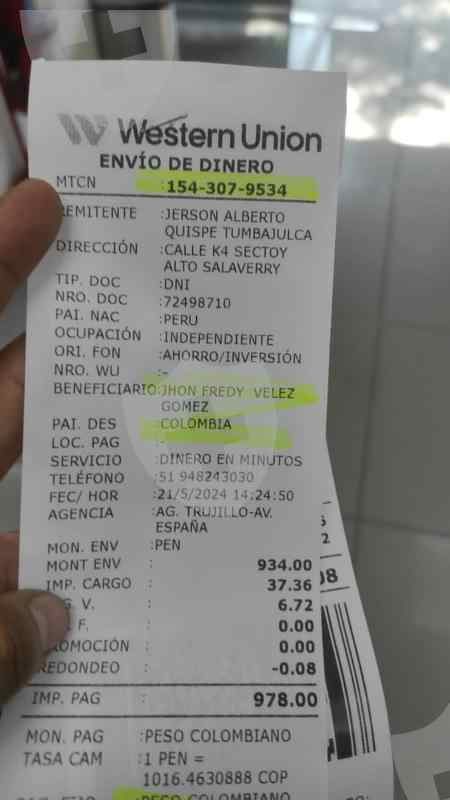 Western Union
ENVÍO DE DINERO
MTCN :154-307-9534
REMITENTE :JERSON ALBERTO
QUISPE TUMBAJULCA
DIRECCIÓN :CALLE K4 SECTOY
ALTO SALAVERRY
TIP. DOC :DNI
NRO. DOC :72498710
PAI. NAC :PERU
OCUPACIÓN :INDEPENDIENTE
ORI. FON :AHORRO/INVERSIÓN
NRO. WU :-
BENEFICIARIO:JHON FREDY VELEZ
GOMEZ
PAI. DES :COLOMBIA
LOC. PAG :-
SERVICIO :DINERO EN MINUTOS
TELÉFONO :51 948243030
FEC/ HOR :21/5/2024 14:24:50
AGENCIA :AG. TRUJILLO-AV.
ESPAÑA
MON. ENV :PEN
MONT ENV : 934.00
IMP. CARGO : 37.36
V. : 6.72
F. : 0.00
OMOCIÓN : 0.00
REDONDEO : -0.08
IMP. PAG : 978.00
MON. PAG :PESO COLOMBIANO
TASA CAM :1 PEN =
1016.4630888 COP
:PESO COLOMBIANO